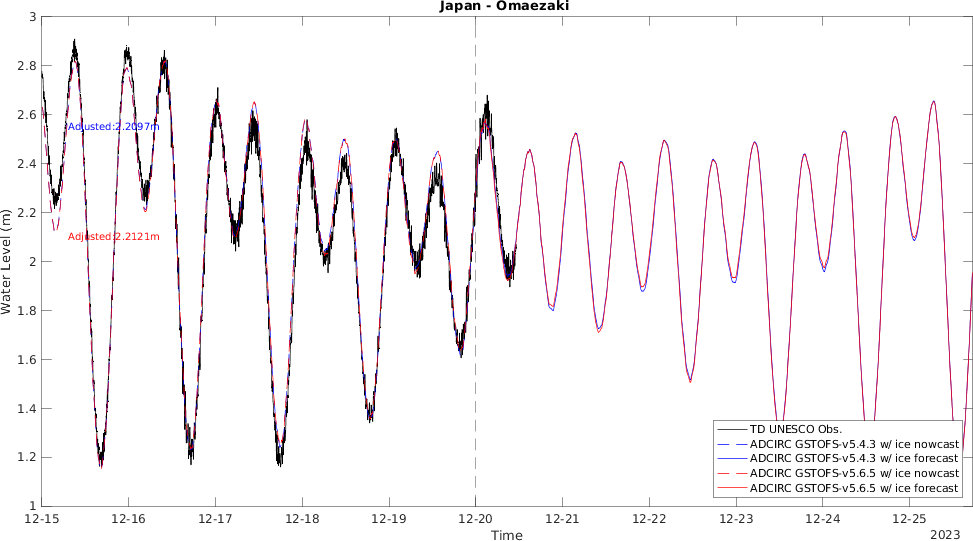 Japan - Omaezaki
3
2.8
2.6
2.4
2.2
2
1.8
1.6
1.4
1.2
1
Water Level (m)
Adjusted:2.2097m
Adjusted:2.2121m
TD UNESCO Obs.
ADCIRC GSTOFS-v5.4.3 w/ ice nowcast
ADCIRC GSTOFS-v5.4.3 w/ ice forecast
ADCIRC GSTOFS-v5.6.5 w/ ice nowcast
ADCIRC GSTOFS-v5.6.5 w/ ice forecast
12-15 12-16 12-17 12-18 12-19 12-20 12-21 12-22 12-23 12-24 12-25
Time
2023